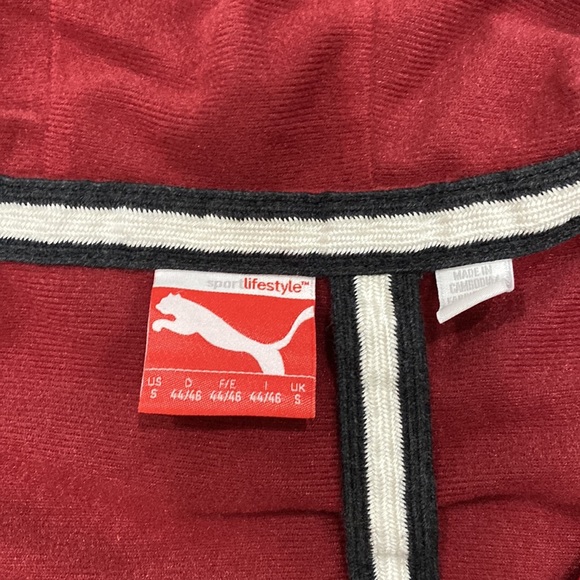 sportlifestyle™
US D F/E I UK
S 44/46 44/46 44/46 S
MADE IN
CAMBODIA